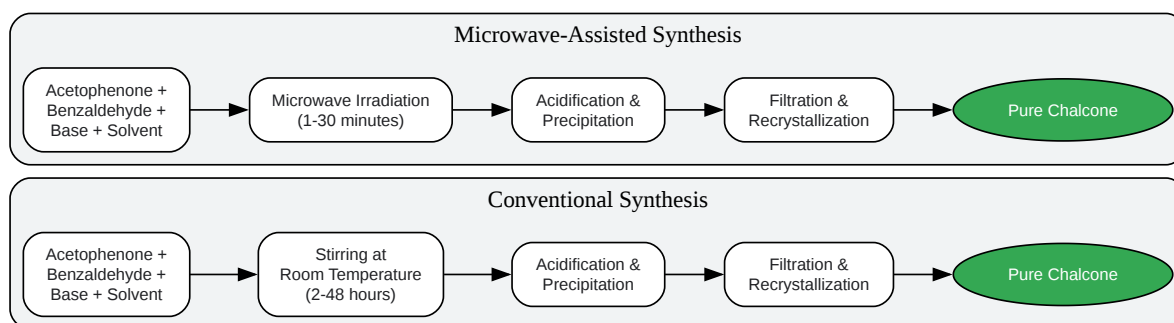 Microwave-Assisted Synthesis
Acetophenone +
Benzaldehyde +
Base + Solvent
Microwave Irradiation
(1-30 minutes)
Acidification &
Precipitation
Filtration &
Recrystallization
Pure Chalcone
Conventional Synthesis
Acetophenone +
Benzaldehyde +
Base + Solvent
Stirring at
Room Temperature
(2-48 hours)
Acidification &
Precipitation
Filtration &
Recrystallization
Pure Chalcone